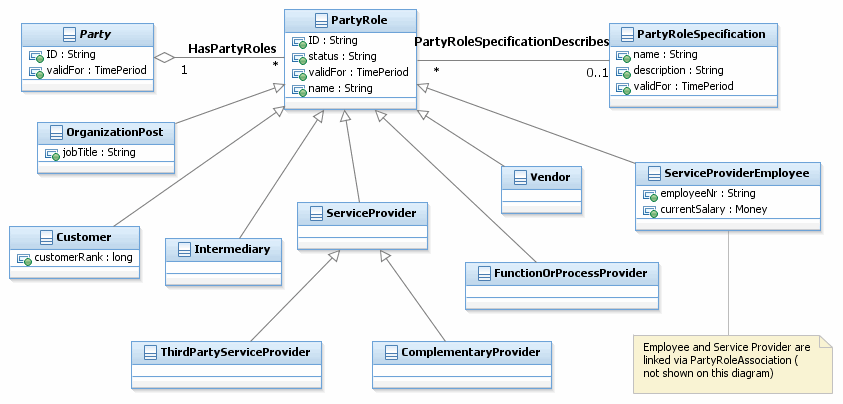 Party
ID : String
validFor : TimePeriod
HasPartyRoles
1
*
PartyRole
ID : String
status : String
validFor : TimePeriod
name : String
PartyRoleSpecificationDescribes
*
0..1
PartyRoleSpecification
name : String
description : String
validFor : TimePeriod
OrganizationPost
jobTitle : String
Vendor
ServiceProviderEmployee
employeeNr : String
currentSalary : Money
Customer
customerRank : long
Intermediary
ServiceProvider
FunctionOrProcessProvider
ThirdPartyServiceProvider
ComplementaryProvider
Employee and Service Provider are
linked via PartyRoleAssociation (
not shown on this diagram)